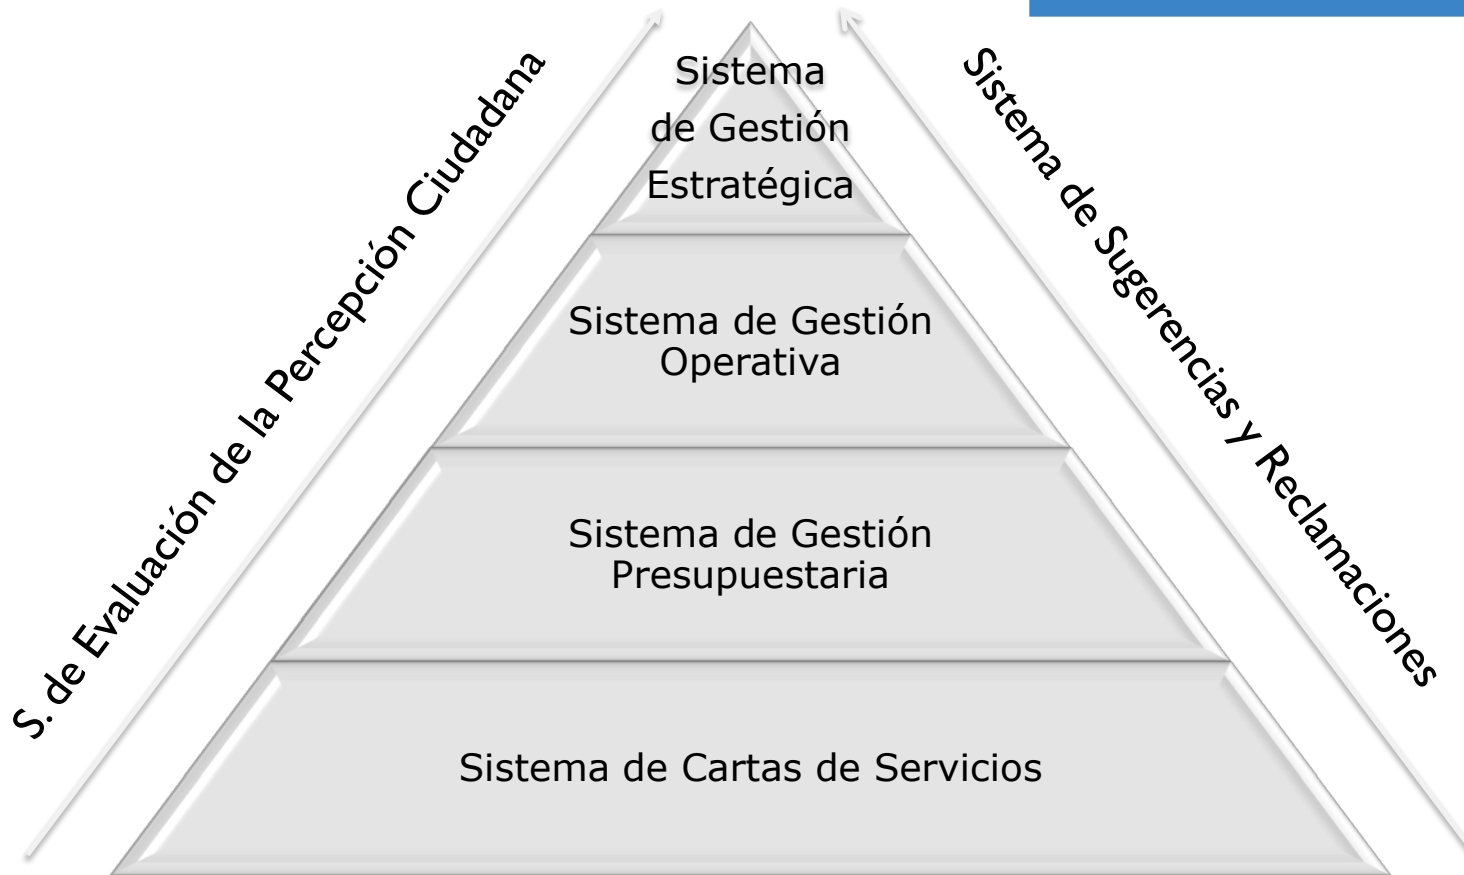 S. de Evaluación de la Percepción Ciudadana
Sistema
de Gestión
Estratégica
Sistema de Gestión
Operativa
Sistema de Gestión
Presupuestaria
Sistema de Cartas de Servicios
Sistema de Sugerencias y Reclamaciones